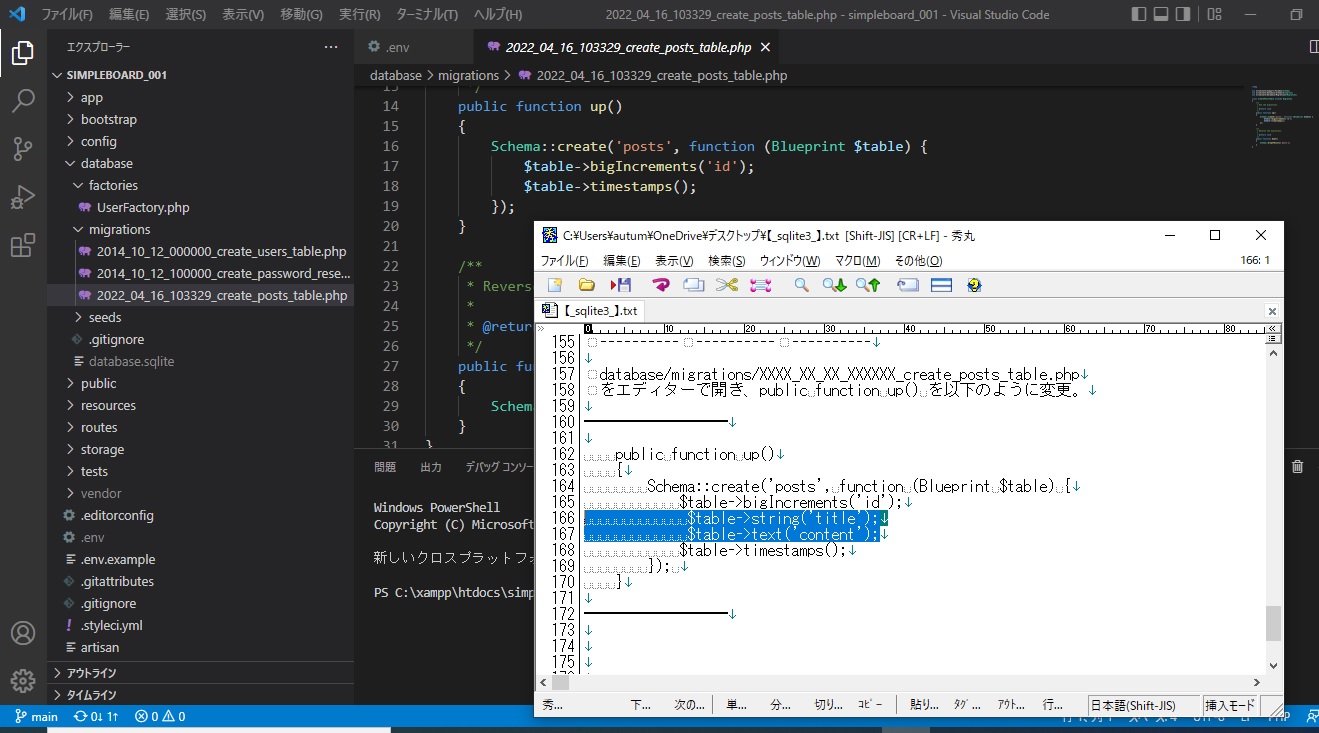 ファイル(F) 編集(E) 選択(S) 表示(V) 移動(G) 実行(R) ターミナル(T) ヘルプ(H) 2022_04_16_103329_create_posts_table.php - simpleboard_001 - Visual Studio Code
エクスプローラー
SIMPLEBOARD_001
app
bootstrap
config
database
factories
UserFactory.php
migrations
2014_10_12_000000_create_users_table.php
2014_10_12_100000_create_password_rese...
2022_04_16_103329_create_posts_table.php
seeds
.gitignore
database.sqlite
public
resources
routes
storage
tests
vendor
.editorconfig
.env
.env.example
.gitattributes
.gitignore
.styleci.yml
artisan
アウトライン
タイムライン
.env 2022_04_16_103329_create_posts_table.php
database > migrations > 2022_04_16_103329_create_posts_table.php
13 */
14 public function up()
15 {
16 Schema::create('posts', function (Blueprint $table) {
17 $table->bigIncrements('id');
18 $table->timestamps();
19 });
20 }
21
22 /**
23 * Revers
24 *
25 * @retur
26 */
27 public fu
28 {
29 Schem
30 }
31 }
問題 出力 デバッグ コンソー
Windows PowerShell
Copyright (C) Microsoft
新しいクロスプラットフォ
PS C:\xampp\htdocs\simp
C:¥Users¥autum¥OneDrive¥デスクトップ¥【_sqlite3_】.txt [Shift-JIS] [CR+LF] - 秀丸
ファイル(F) 編集(E) 表示(V) 検索(S) ウィンドウ(W) マクロ(M) その他(O) 166: 1
【_sqlite3_】.txt
0 10 20 30 40 50 60 70 80
155 ---------- ---------- ----------↓
156 ↓
157 database/migrations/XXXX_XX_XX_XXXXXX_create_posts_table.php↓
158 をエディターで開き、public function up() を以下のように変更。↓
159 ↓
160 ━━━━━━━━━↓
161 ↓
162 public function up()↓
163 {↓
164 Schema::create('posts', function (Blueprint $table) {↓
165 $table->bigIncrements('id');↓
166 $table->string('title');↓
167 $table->text('content');↓
168 $table->timestamps();↓
169 }); ↓
170 }↓
171 ↓
172 ━━━━━━━━━↓
173 ↓
174 ↓
175 ↓
秀... 下... 次の... 単... 分... 切り... コピー 貼り... タグ... アウト... 行... 日本語(Shift-JIS) 挿入モード
main 0↓ 1↑ 0 0